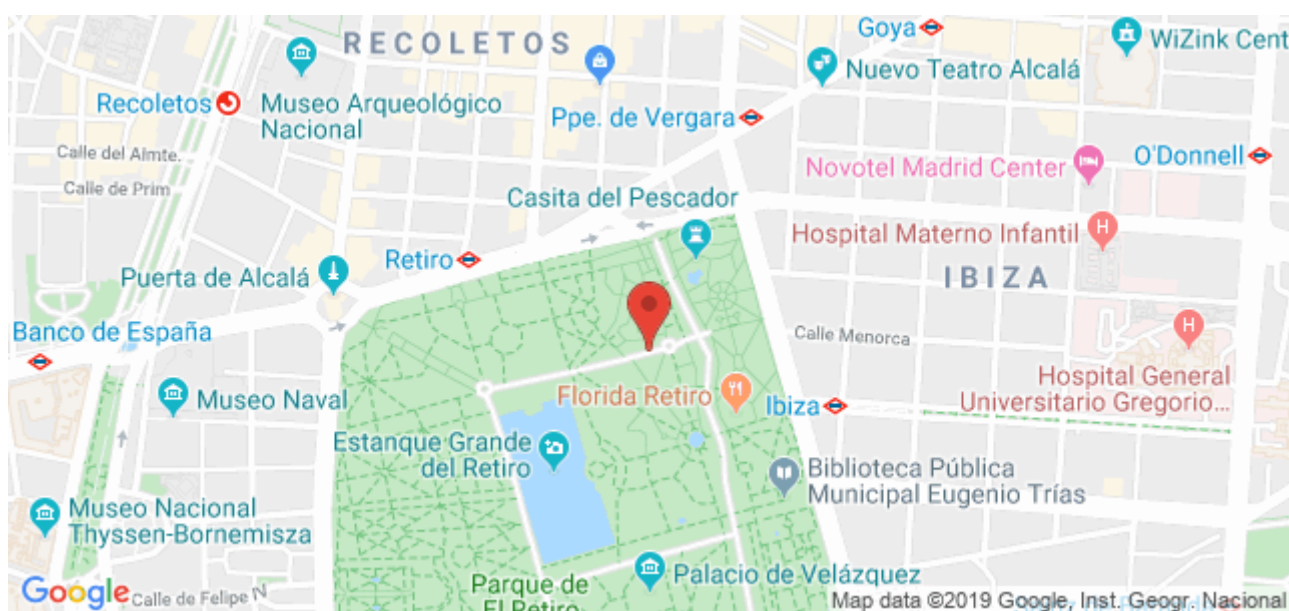 RECOLETOS
Goya
WiZink Cent
Nuevo Teatro Alcalá
Recoletos
Museo Arqueológico
Nacional
Ppe. de Vergara
Calle del Almte.
Calle de Prim
Novotel Madrid Center
O'Donnell
Casita del Pescador
Hospital Materno Infantil
H
Retiro
Puerta de Alcalá
IBIZA
Banco de España
Calle Menorca
H
Hospital General
Universitario Gregorio...
Museo Naval
Florida Retiro
Ibiza
Estanque Grande
del Retiro
Biblioteca Pública
Municipal Eugenio Trías
Museo Nacional
Thyssen-Bornemisza
Palacio de Velázquez
Parque de
El Retiro
Google
Calle de Felipe IV
Map data ©2019 Google, Inst. Geogr. Nacional